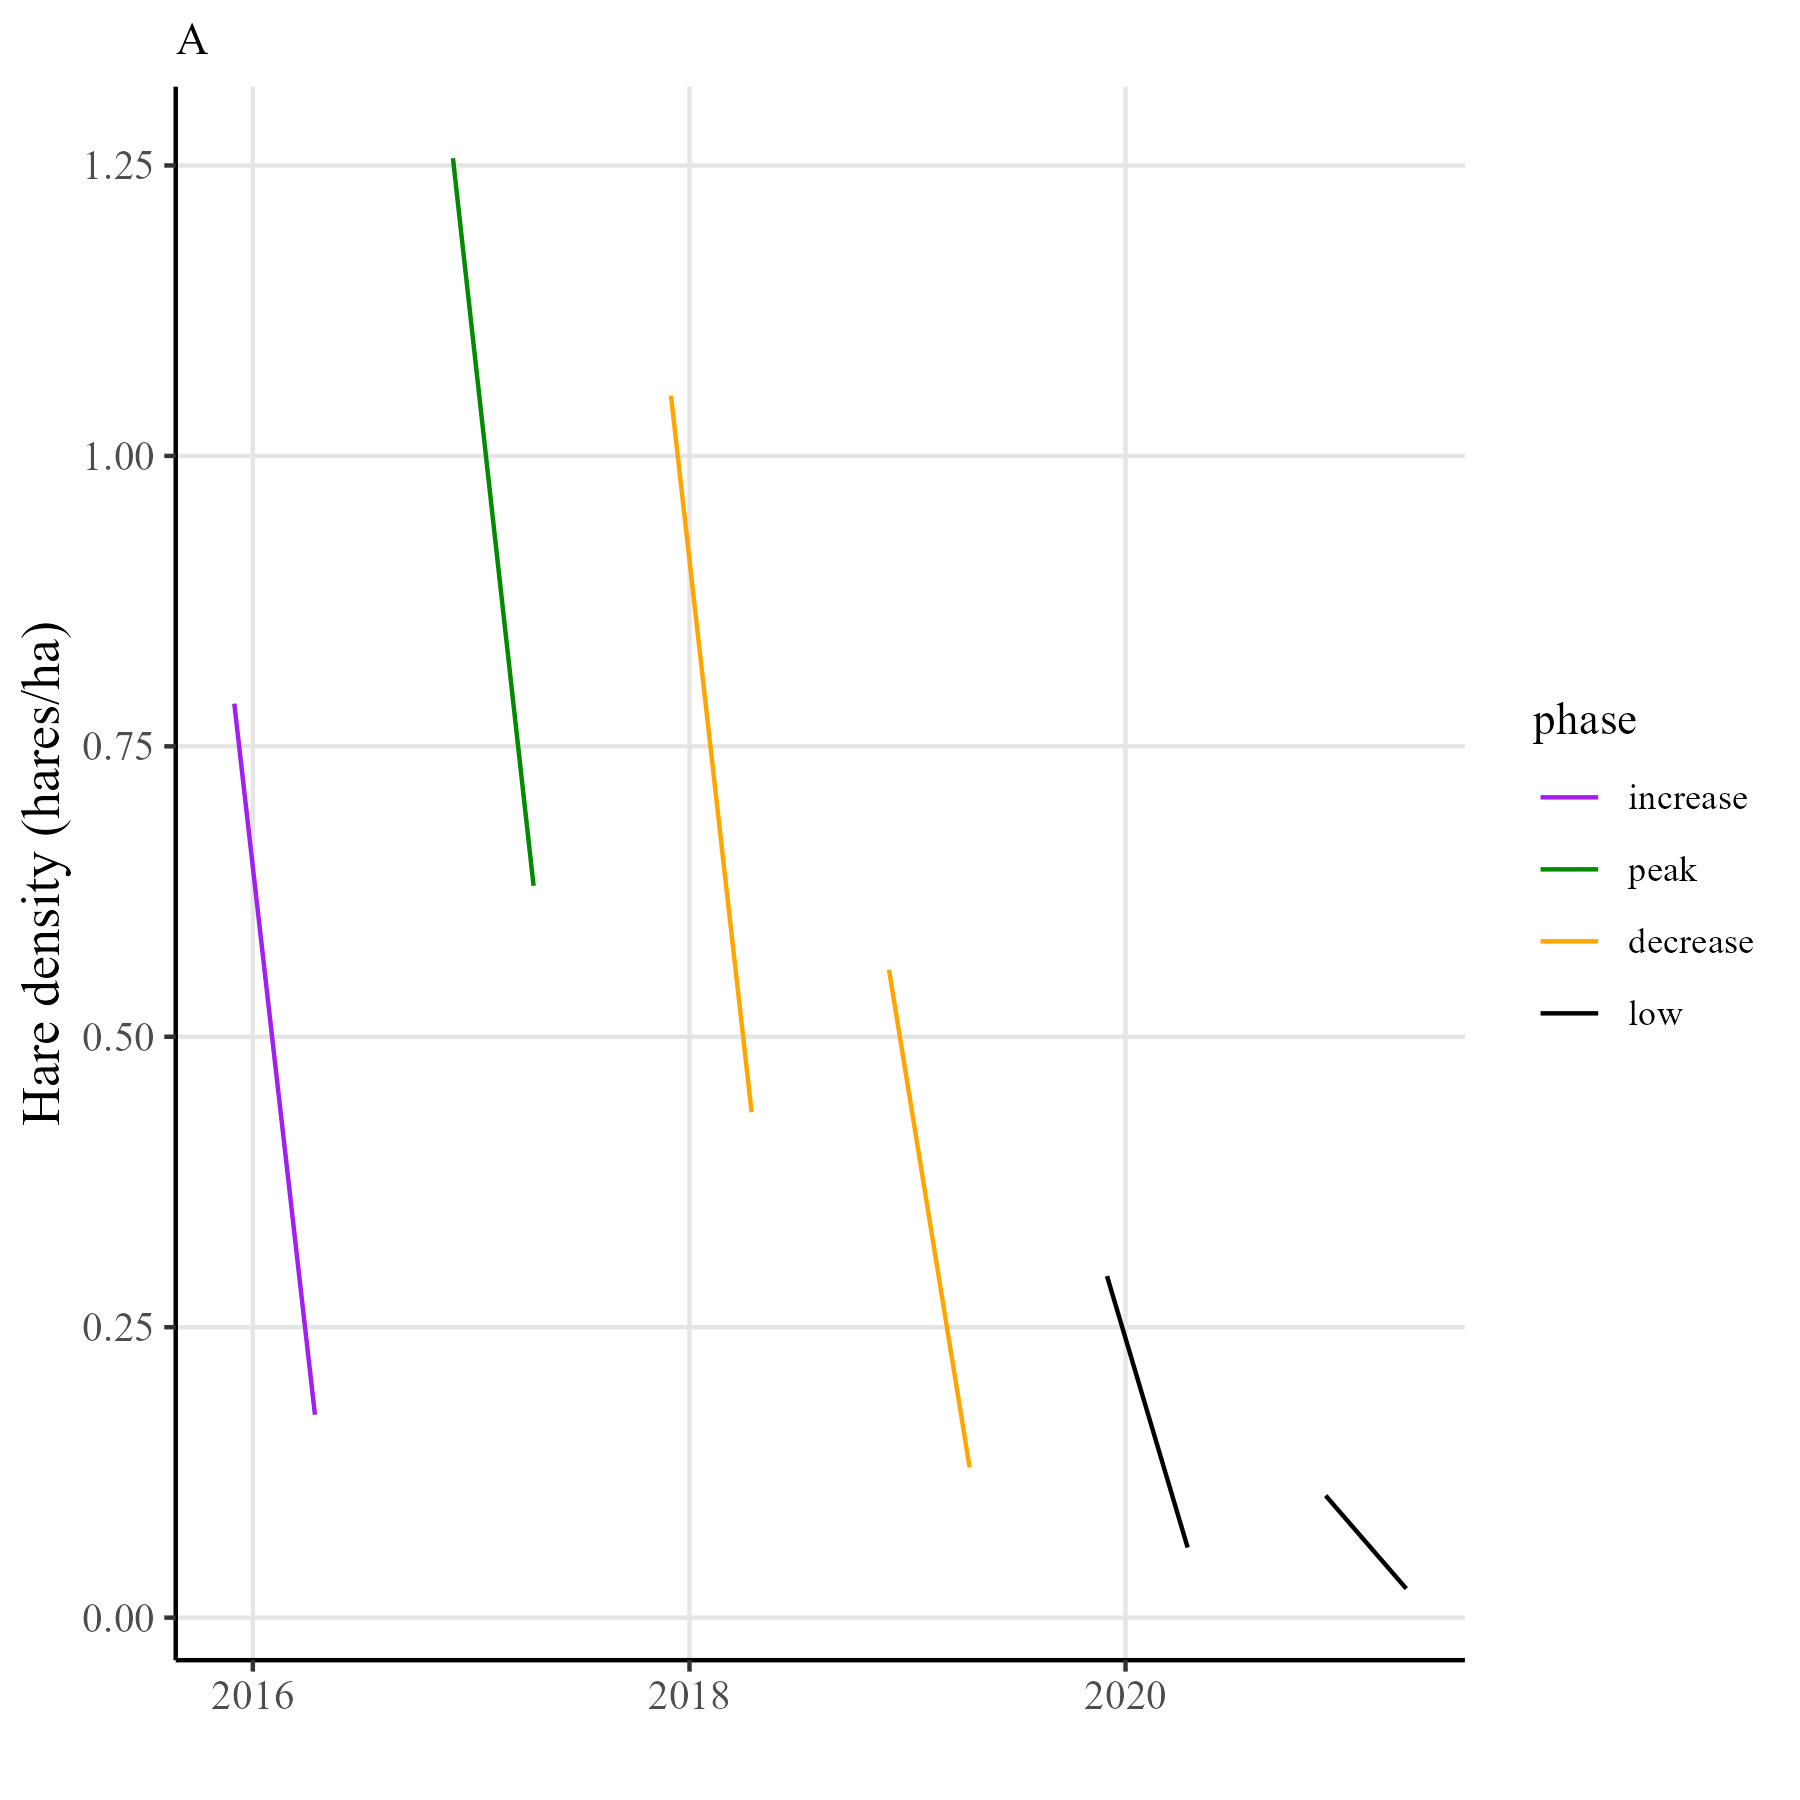 A
Hare density (hares/ha)
1.25
1.00
0.75
0.50
0.25
0.00
2016
2018
2020
phase
increase
peak
decrease
low